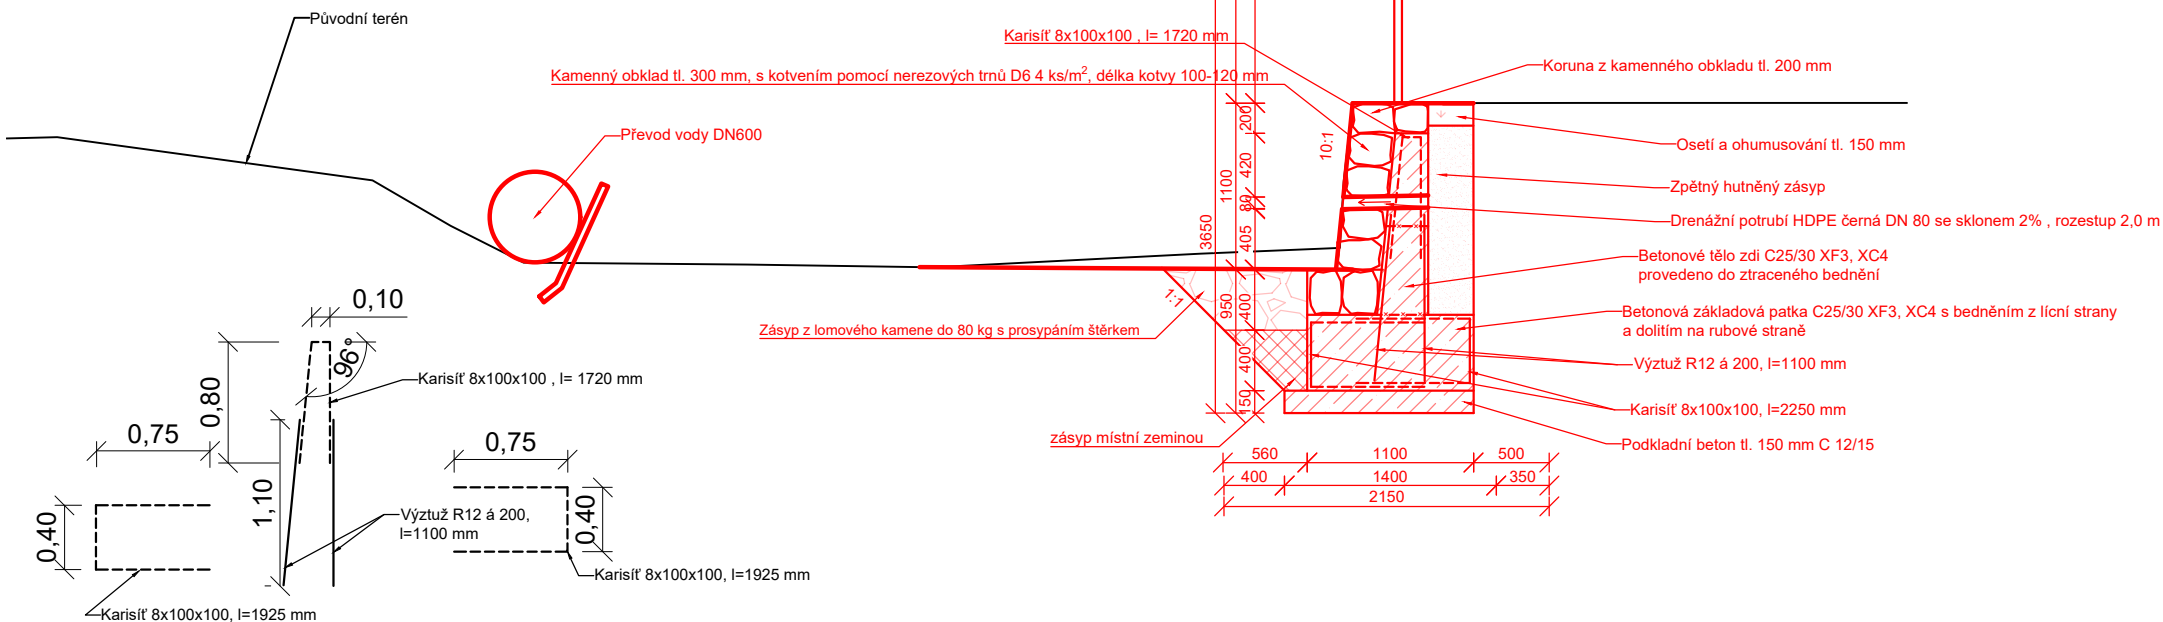 Původní terén
Karisíť 8x100x100 , l= 1720 mm
Kamenný obklad tl. 300 mm, s kotvením pomocí nerezových trnů D6 4 ks/m², délka kotvy 100-120 mm
Koruna z kamenného obkladu tl. 200 mm
Převod vody DN600
Osetí a ohumusování tl. 150 mm
Zpětný hutněný zásyp
Drenážní potrubí HDPE černá DN 80 se sklonem 2% , rozestup 2,0 m
Betonové tělo zdi C25/30 XF3, XC4
provedeno do ztraceného bednění
Betonová základová patka C25/30 XF3, XC4 s bedněním z lícní strany
a dolitím na rubové straně
Výztuž R12 á 200, l=1100 mm
Karisíť 8x100x100, l=2250 mm
Podkladní beton tl. 150 mm C 12/15
Zásyp z lomového kamene do 80 kg s prosypáním štěrkem
zásyp místní zeminou
10:1
1:1
3650
1100
950
200
420
80
405
400
400
150
560
1100
500
400
1400
350
2150
0,10
96°
0,80
Karisíť 8x100x100 , l= 1720 mm
0,75
1,10
0,40
Výztuž R12 á 200,
l=1100 mm
Karisíť 8x100x100, l=1925 mm
0,75
0,40
Karisíť 8x100x100, l=1925 mm